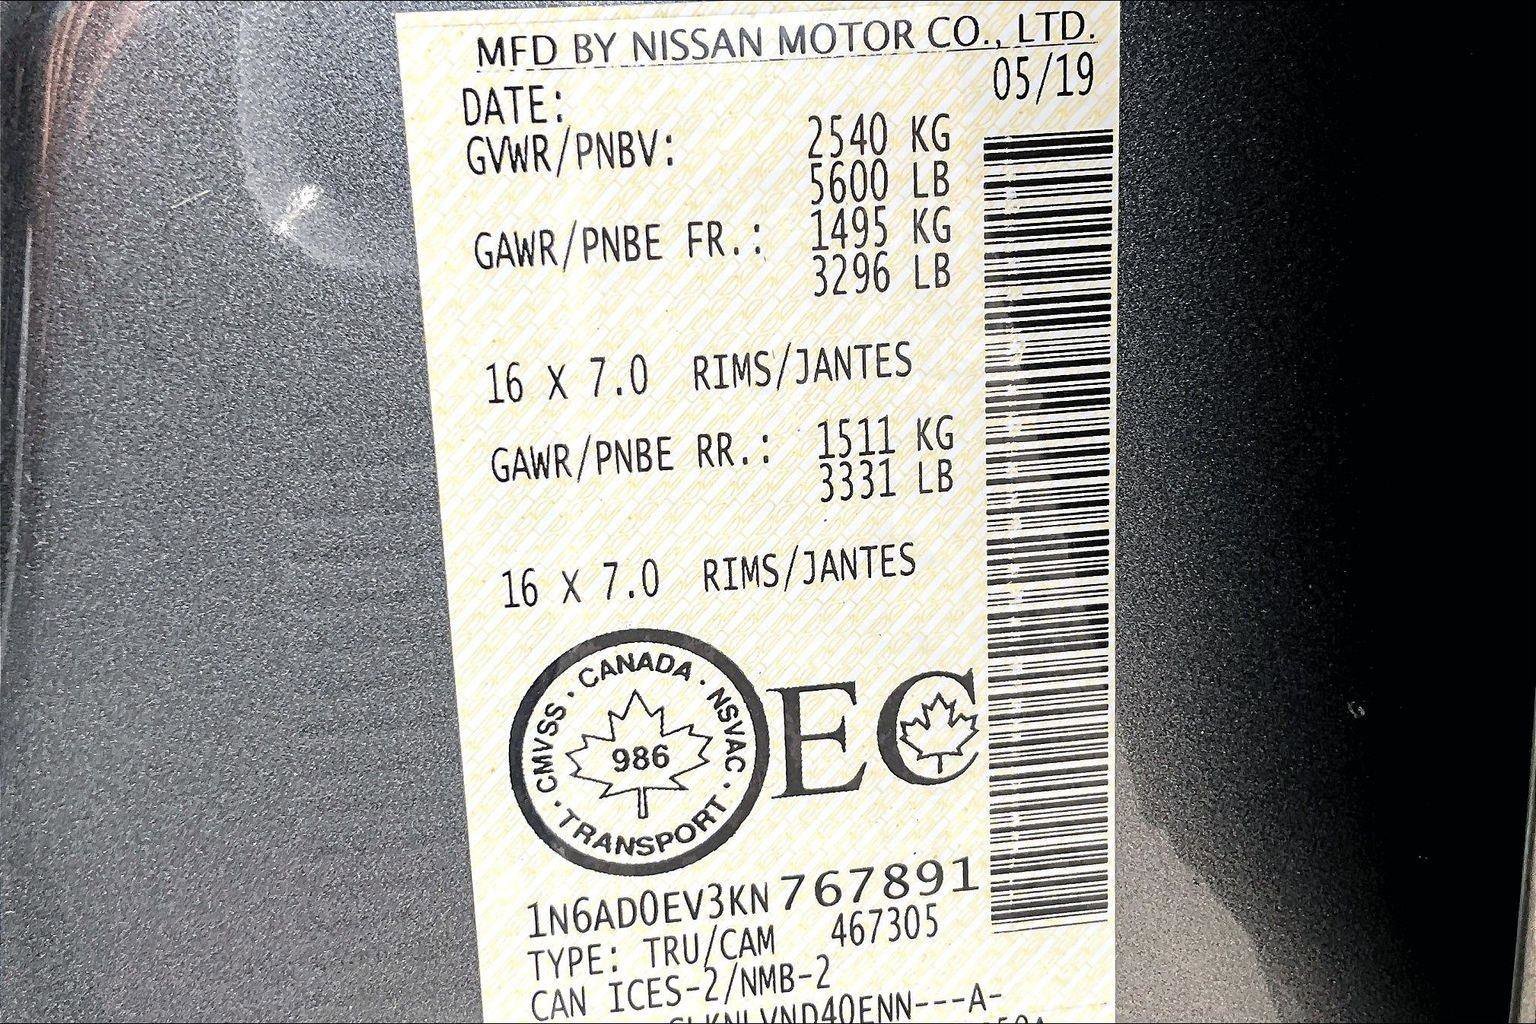 MFD BY NISSAN MOTOR CO., LTD.
DATE: 05/19
GVWR/PNBV: 2540 KG
5600 LB
GAWR/PNBE FR.: 1495 KG
3296 LB
16 X 7.0 RIMS/JANTES
GAWR/PNBE RR.: 1511 KG
3331 LB
16 X 7.0 RIMS/JANTES
CANADA · NSVAC · TRANSPORT · CMVSS ·
986
EC
1N6AD0EV3KN767891
TYPE: TRU/CAM 467305
CAN ICES-2/NMB-2